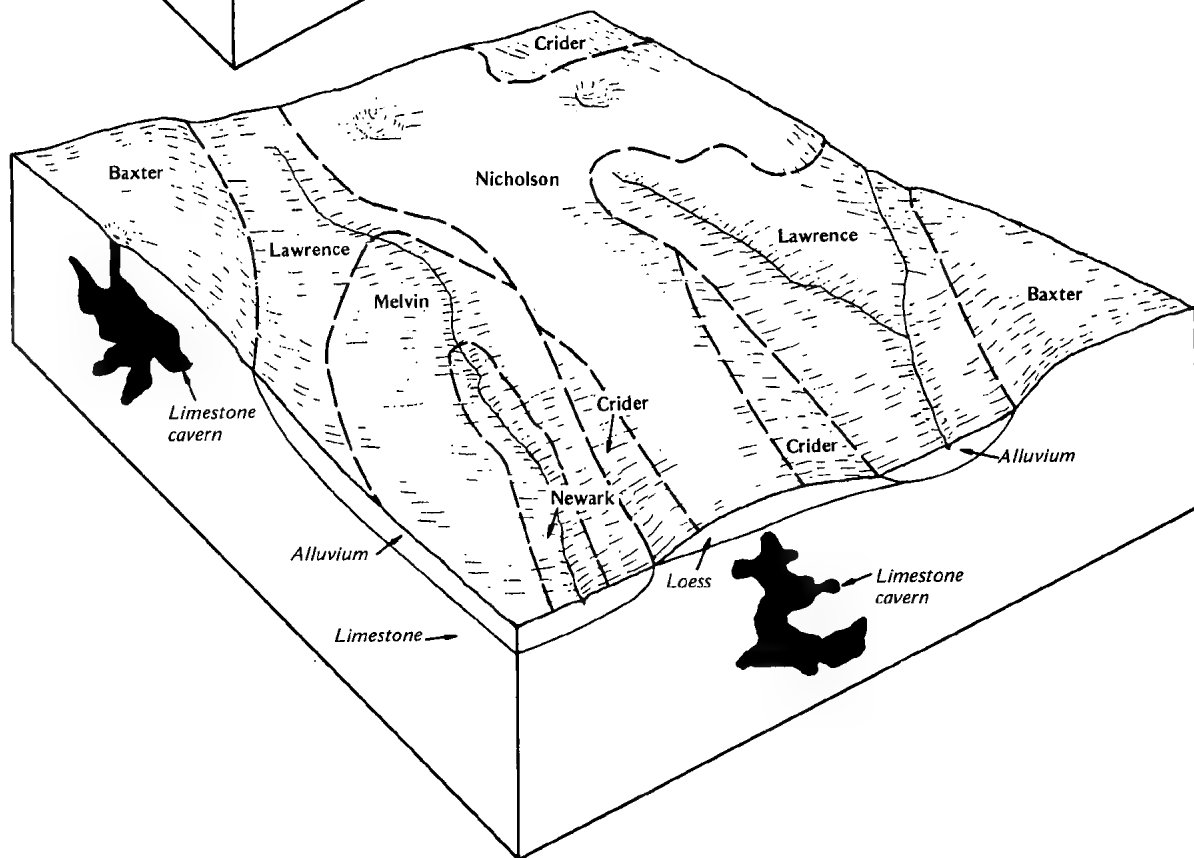 Crider
Baxter
Nicholson
Lawrence
Lawrence
Melvin
Baxter
Limestone
cavern
Crider
Crider
Alluvium
Newark
Alluvium
Loess
Limestone
cavern
Limestone